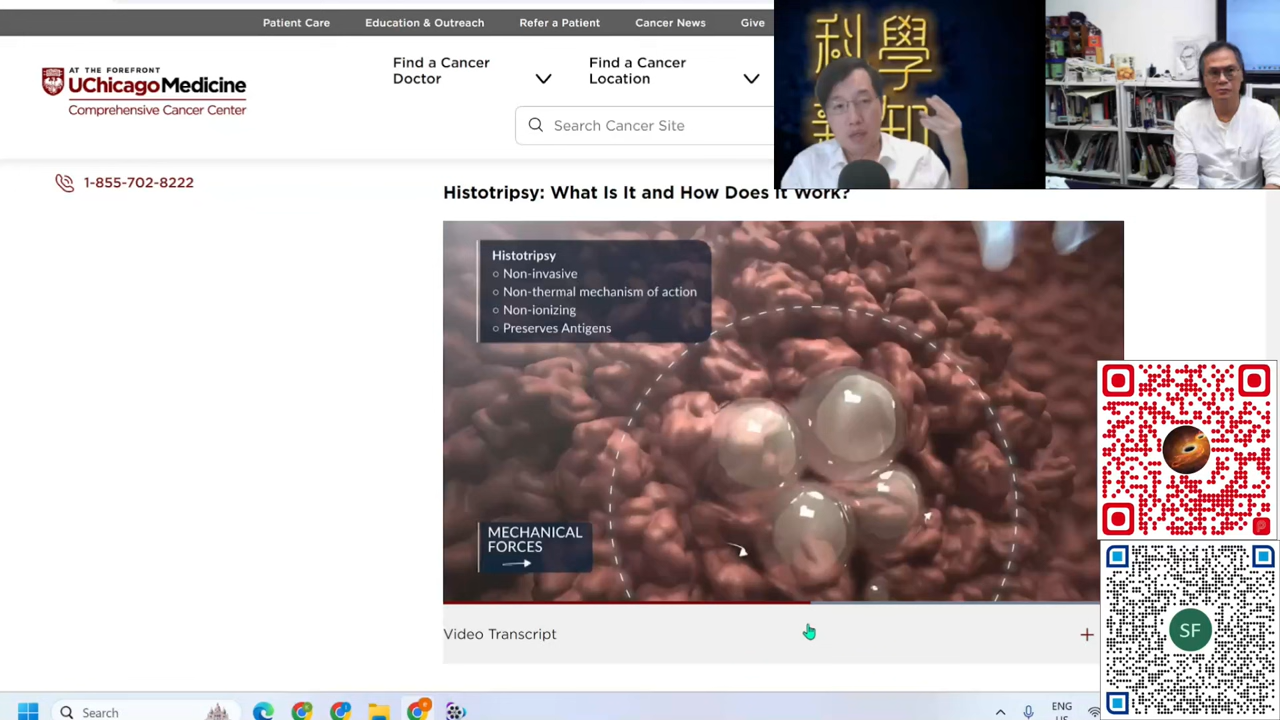 Patient Care
Education & Outreach
Refer a Patient
Cancer News
Give
AT THE FOREFRONT
UChicago Medicine
Comprehensive Cancer Center
Find a Cancer
Doctor
Find a Cancer
Location
Search Cancer Site
科學
新知
1-855-702-8222
Histotripsy: What Is It and How Does It Work?
Histotripsy
○ Non-invasive
○ Non-thermal mechanism of action
○ Non-ionizing
○ Preserves Antigens
MECHANICAL
FORCES
Video Transcript
SF
Search
ENG